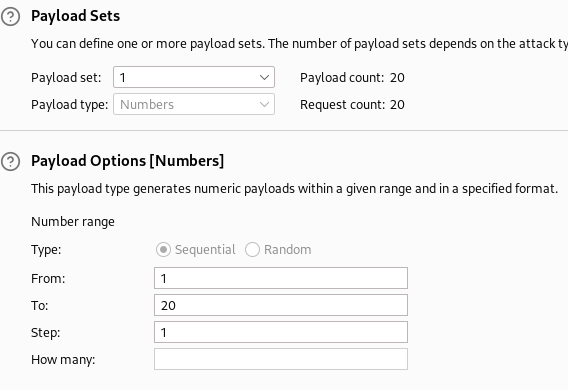 Payload Sets
You can define one or more payload sets. The number of payload sets depends on the attack ty
Payload set: 1 Payload count: 20
Payload type: Numbers Request count: 20
Payload Options [Numbers]
This payload type generates numeric payloads within a given range and in a specified format.
Number range
Type: Sequential Random
From: 1
To: 20
Step: 1
How many: